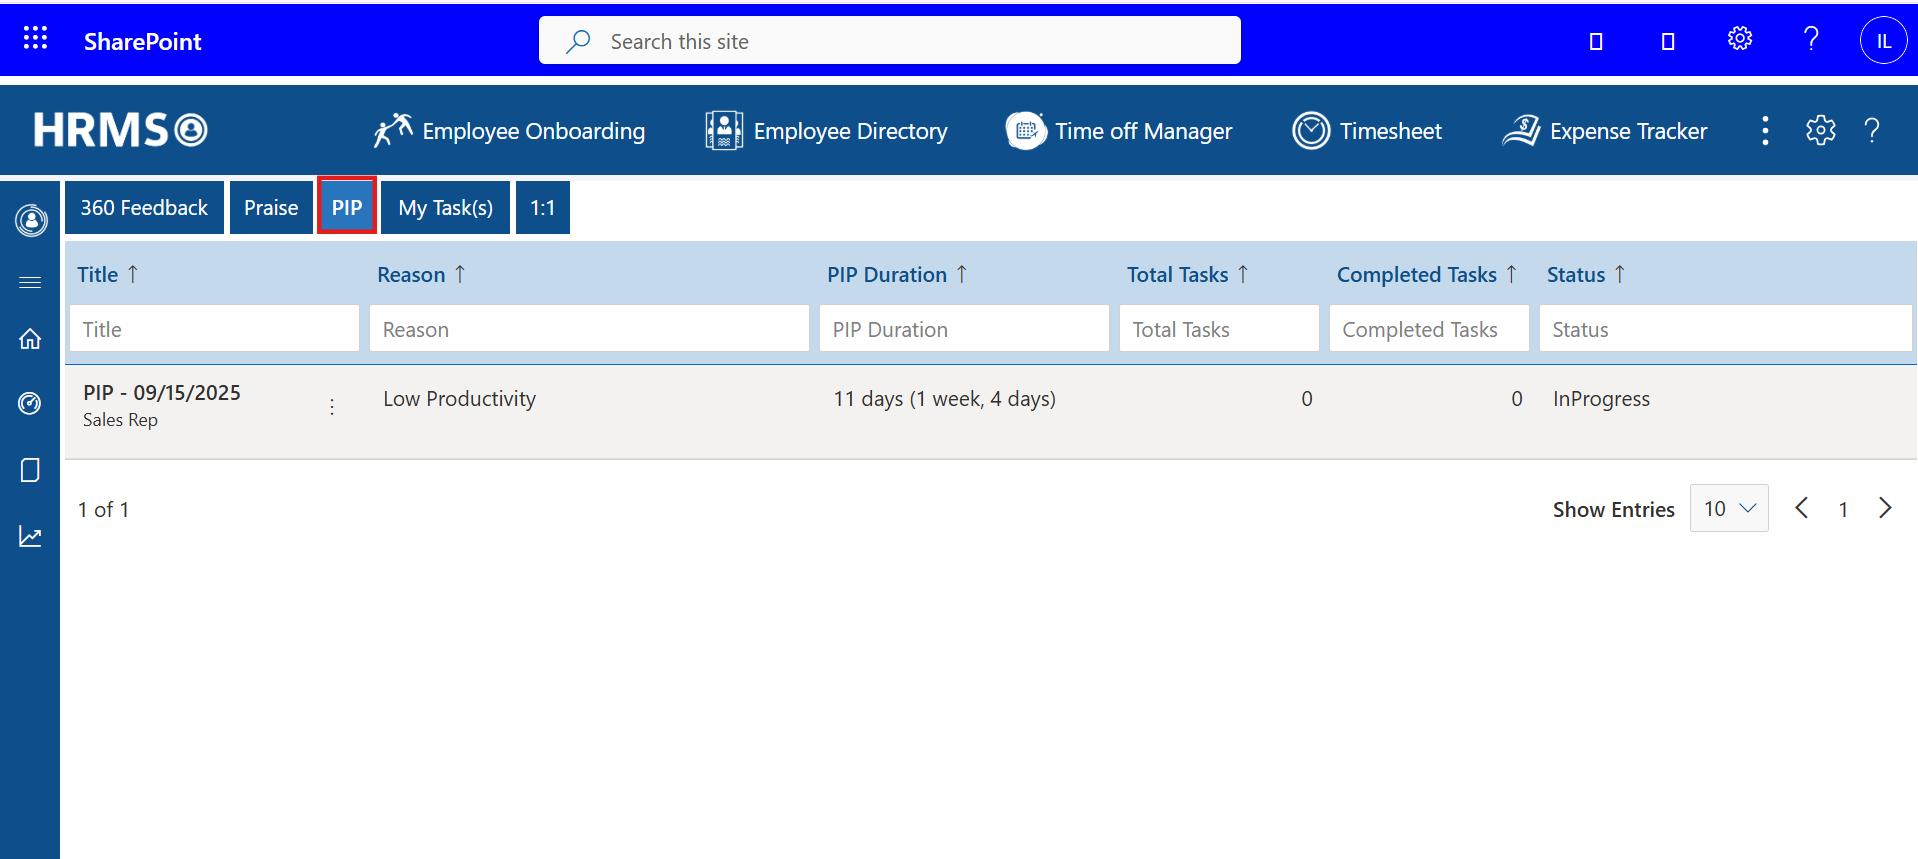 SharePoint
Search this site
IL
HRMS
Employee Onboarding
Employee Directory
Time off Manager
Timesheet
Expense Tracker
360 Feedback
Praise
PIP
My Task(s)
1:1
Title ↑
Reason ↑
PIP Duration ↑
Total Tasks ↑
Completed Tasks ↑
Status ↑
Title
Reason
PIP Duration
Total Tasks
Completed Tasks
Status
PIP - 09/15/2025
Sales Rep
Low Productivity
11 days (1 week, 4 days)
0
0
InProgress
1 of 1
Show Entries
10
1